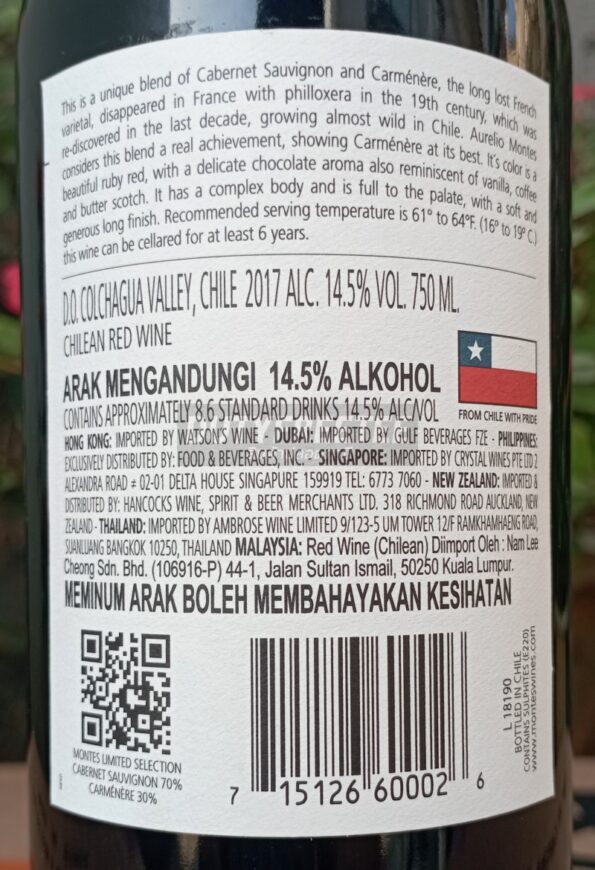 This is a unique blend of Cabernet Sauvignon and Carménère, the long lost French
varietal, disappeared in France with philloxera in the 19th century, which was
re-discovered in the last decade, growing almost wild in Chile. Aurelio Montes
considers this blend a real achievement, showing Carménère at its best. It's color is a
beautiful ruby red, with a delicate chocolate aroma also reminiscent of vanilla, coffee
and butter scotch. It has a complex body and is full to the palate, with a soft and
generous long finish. Recommended serving temperature is 61° to 64°F. (16° to 19° C.)
this wine can be cellared for at least 6 years.
D.O. COLCHAGUA VALLEY, CHILE 2017 ALC. 14.5% VOL. 750 ML.
CHILEAN RED WINE
ARAK MENGANDUNGI 14.5% ALKOHOL
CONTAINS APPROXIMATELY 8.6 STANDARD DRINKS 14.5% ALC/VOL
FROM CHILE WITH PRIDE
HONG KONG: IMPORTED BY WATSON'S WINE - DUBAI: IMPORTED BY GULF BEVERAGES FZE - PHILIPPINES:
EXCLUSIVELY DISTRIBUTED BY: FOOD & BEVERAGES, INC. - SINGAPORE: IMPORTED BY CRYSTAL WINES PTE LTD 2
ALEXANDRA ROAD ≠ 02-01 DELTA HOUSE SINGAPURE 159919 TEL: 6773 7060 - NEW ZEALAND: IMPORTED &
DISTRIBUTED BY: HANCOCKS WINE, SPIRIT & BEER MERCHANTS LTD. 318 RICHMOND ROAD AUCKLAND, NEW
ZEALAND - THAILAND: IMPORTED BY AMBROSE WINE LIMITED 9/123-5 UM TOWER 12/F RAMKHAMHAENG ROAD,
SUANLUANG BANGKOK 10250, THAILAND MALAYSIA: Red Wine (Chilean) Diimport Oleh : Nam Lee
Cheong Sdn. Bhd. (106916-P) 44-1, Jalan Sultan Ismail, 50250 Kuala Lumpur.
MEMINUM ARAK BOLEH MEMBAHAYAKAN KESIHATAN
MONTES LIMITED SELECTION
CABERNET SAUVIGNON 70%
CARMÉNÈRE 30%
7 15126 60002 6
L 18190
BOTTLED IN CHILE
CONTAINS SULPHITES (E220)
www.monteswines.com